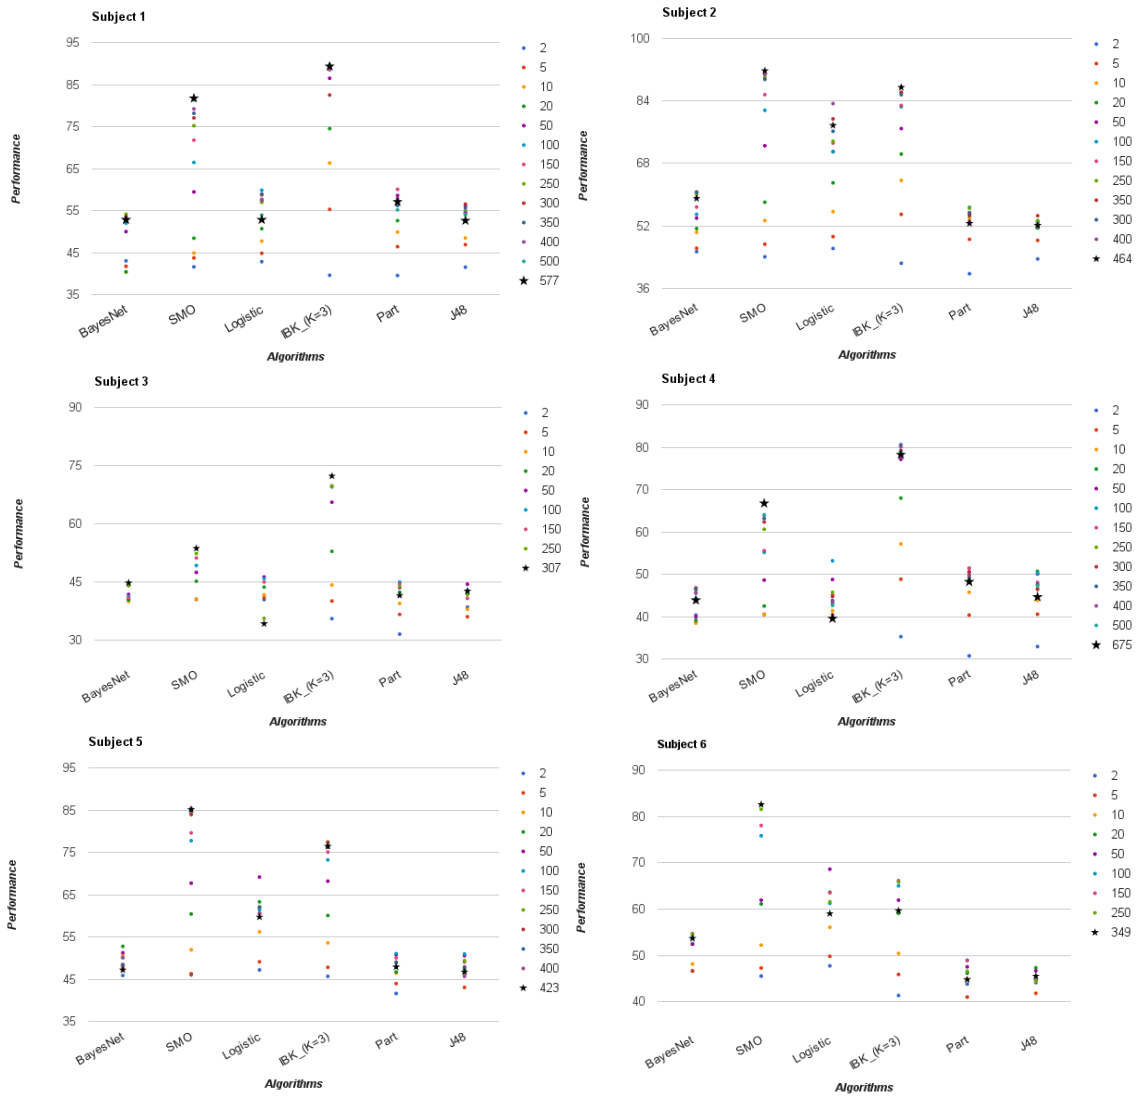 Subject 1
95
85
75
65
55
45
35
Performance
BayesNet
SMO
Logistic
IBK_(K=3)
Part
J48
Algorithms
2
5
10
20
50
100
150
250
300
350
400
500
577
Subject 2
100
84
68
52
36
Performance
BayesNet
SMO
Logistic
IBK_(K=3)
Part
J48
Algorithms
2
5
10
20
50
100
150
250
350
300
400
464
Subject 3
90
75
60
45
30
Performance
BayesNet
SMO
Logistic
IBK_(K=3)
Part
J48
Algorithms
2
5
10
20
50
100
150
250
307
Subject 4
90
80
70
60
50
40
30
Performance
BayesNet
SMO
Logistic
IBK_(K=3)
Part
J48
Algorithms
2
5
10
20
50
100
150
250
300
350
400
500
675
Subject 5
95
85
75
65
55
45
35
Performance
BayesNet
SMO
Logistic
IBK_(K=3)
Part
J48
Algorithms
2
5
10
20
50
100
150
250
300
350
400
423
Subject 6
90
80
70
60
50
40
Performance
BayesNet
SMO
Logistic
IBK_(K=3)
Part
J48
Algorithms
2
5
10
20
50
100
150
250
349